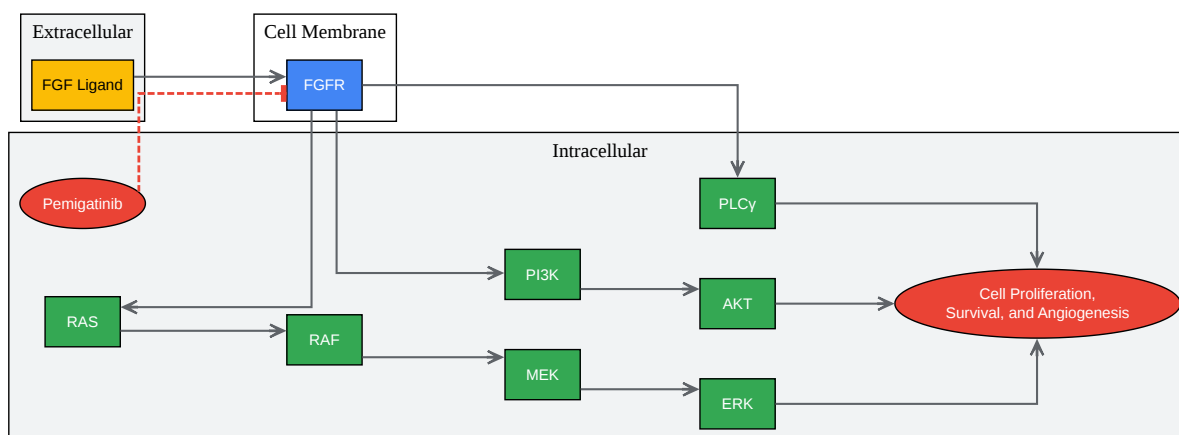 Extracellular
Cell Membrane
FGF Ligand
FGFR
Intracellular
Pemigatinib
PLCγ
PI3K
AKT
Cell Proliferation,
Survival, and Angiogenesis
RAS
RAF
MEK
ERK